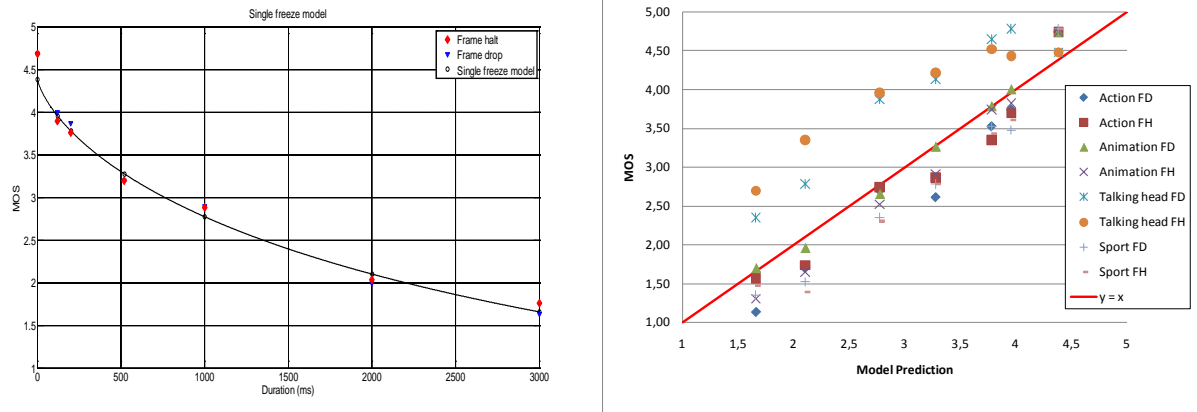 Single freeze model
5
4.5
4
3.5
3
2.5
2
1.5
1
MOS
Frame halt
Frame drop
Single freeze model
0 500 1000 1500 2000 2500 3000
Duration (ms)
5,00
4,50
4,00
3,50
3,00
2,50
2,00
1,50
1,00
MOS
1 1,5 2 2,5 3 3,5 4 4,5 5
Model Prediction
Action FD
Action FH
Animation FD
Animation FH
Talking head FD
Talking head FH
Sport FD
Sport FH
y = x